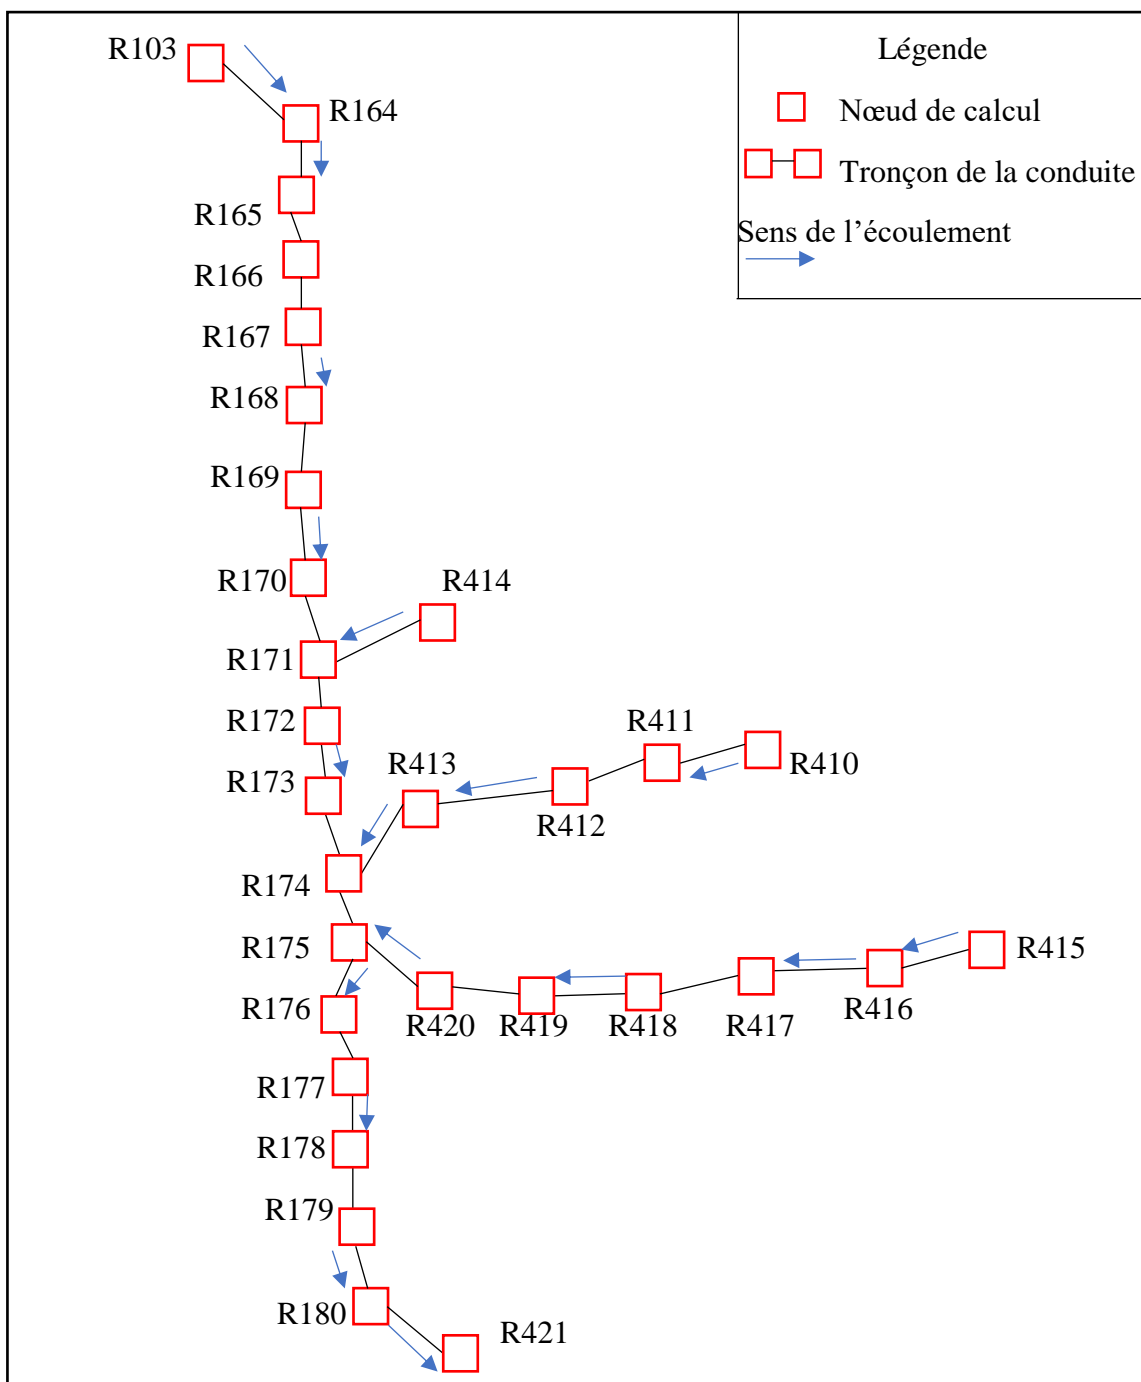 R103
Légende
R164
Nœud de calcul
Tronçon de la conduite
R165
Sens de l’écoulement
R166
R167
R168
R169
R170
R414
R171
R172
R411
R413
R410
R173
R412
R174
R175
R415
R176
R420
R419
R418
R417
R416
R177
R178
R179
R180
R421